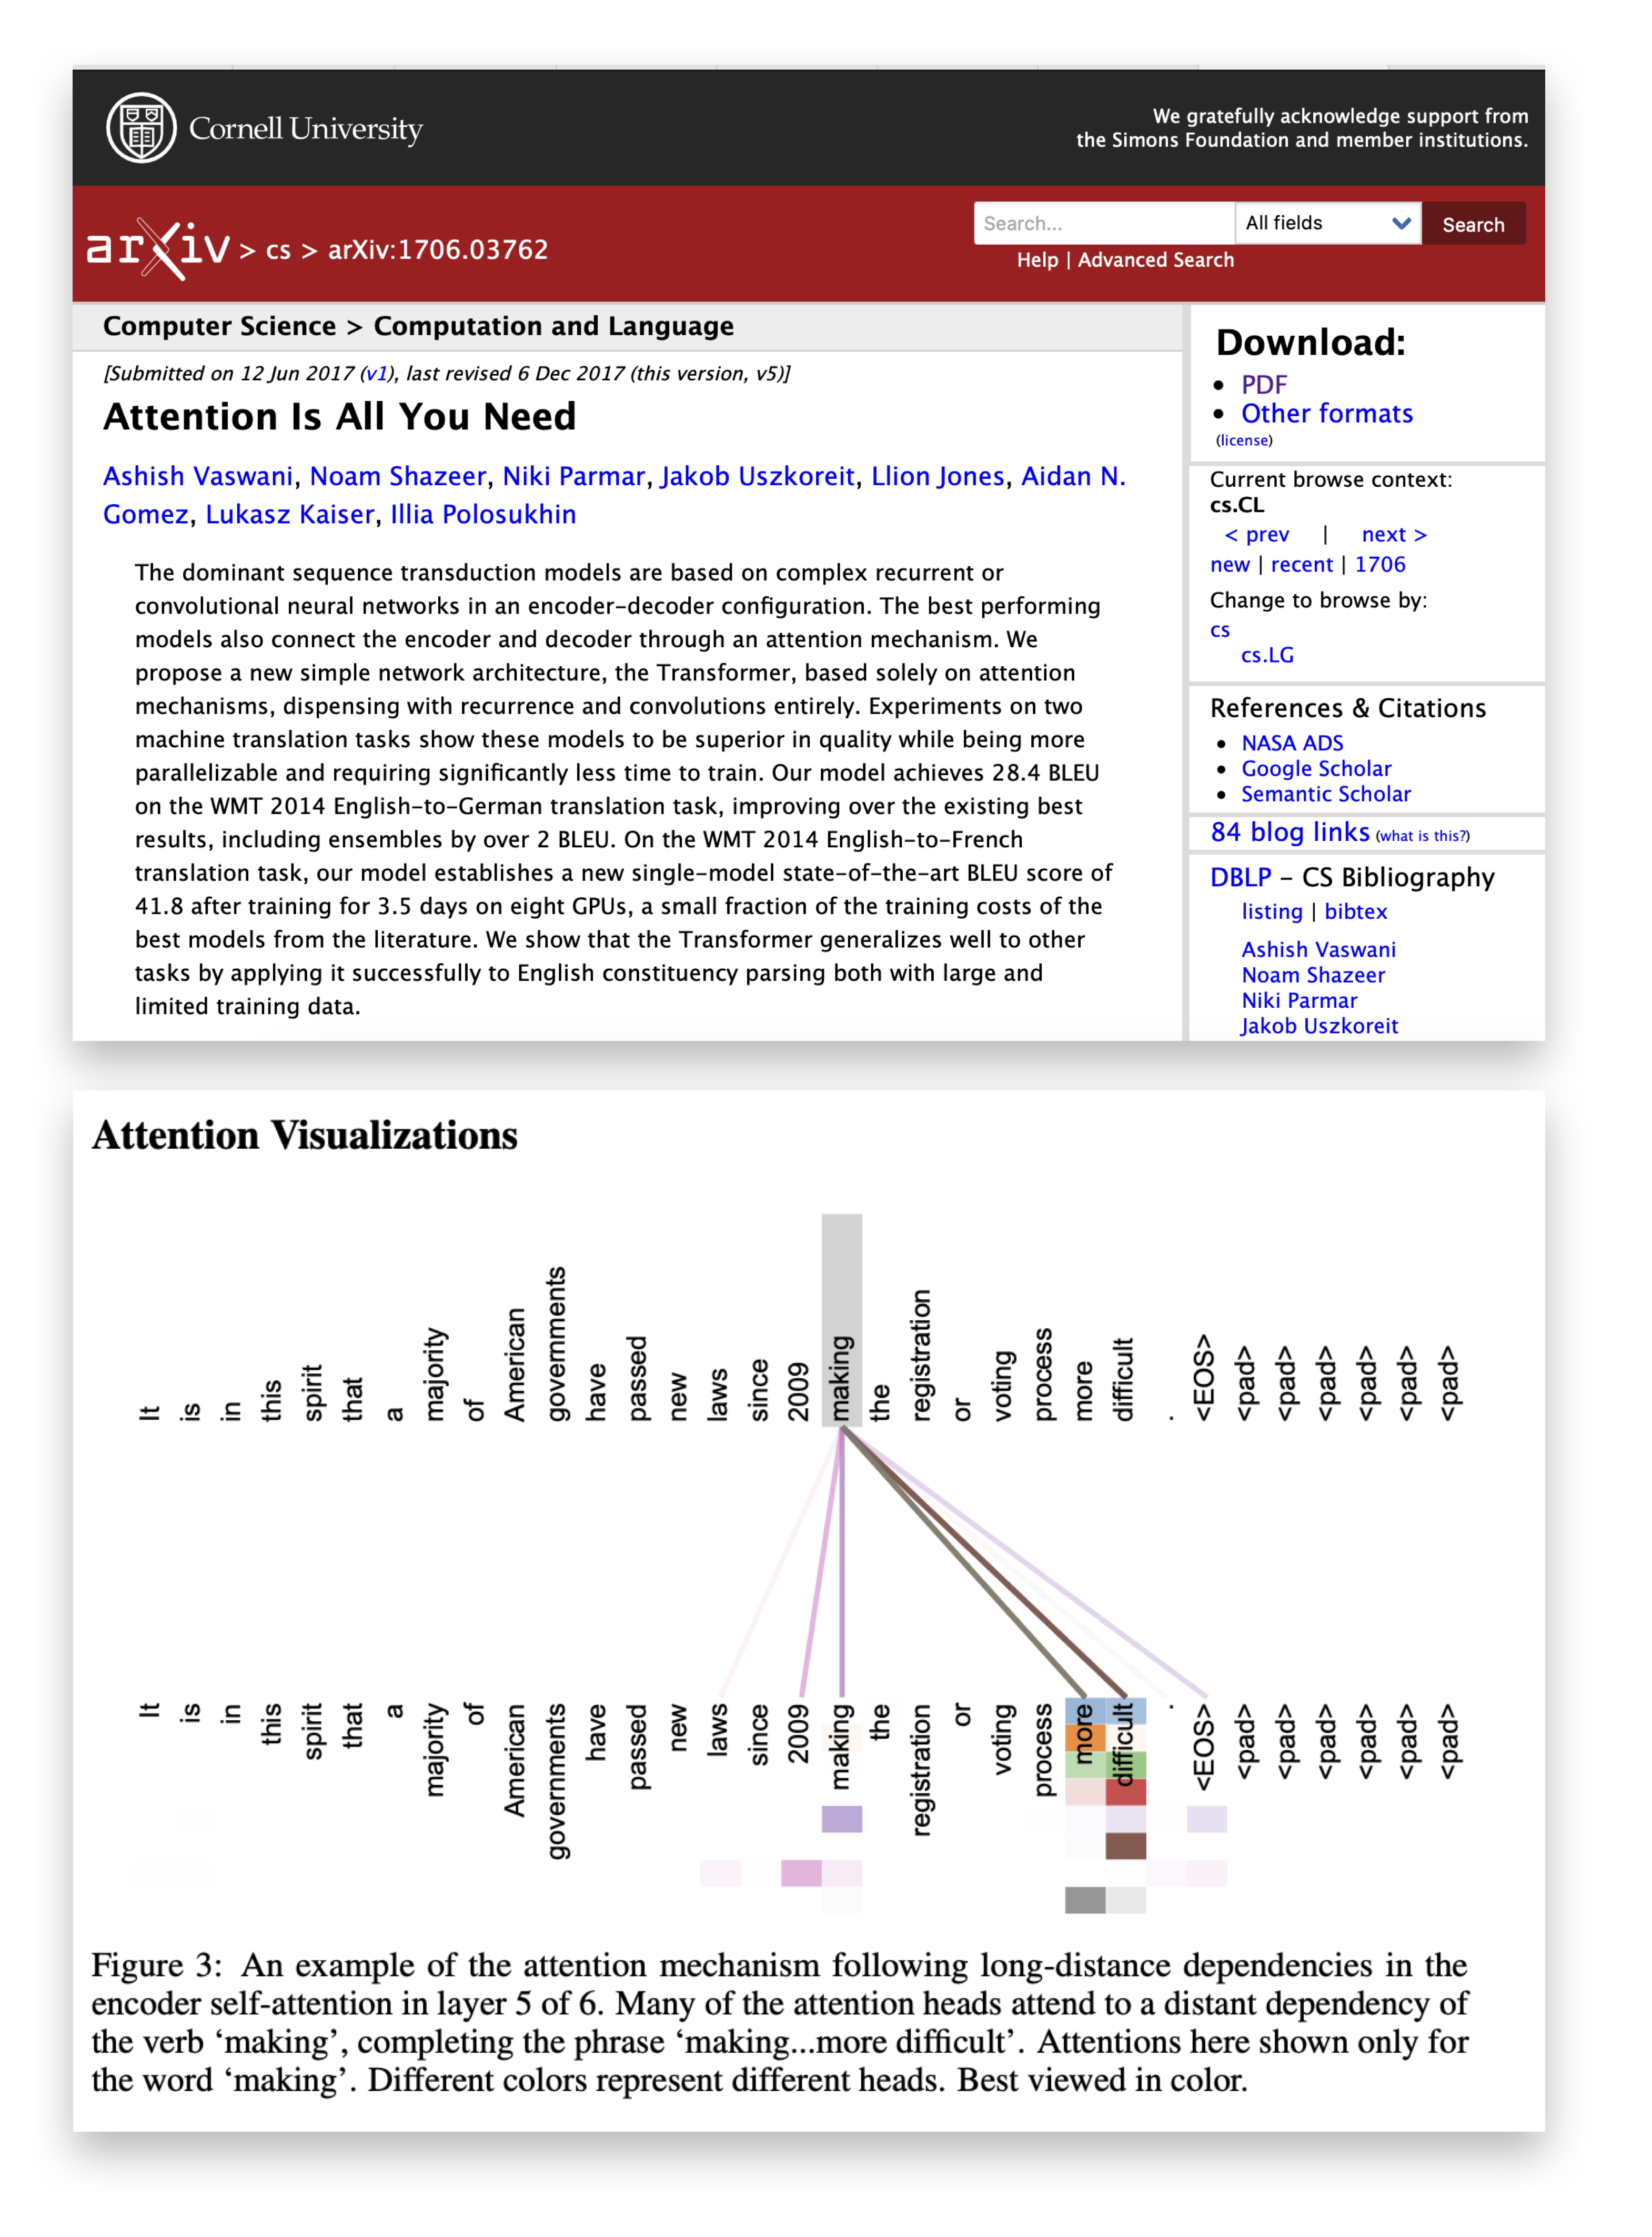 Cornell University
We gratefully acknowledge support from
the Simons Foundation and member institutions.
arXiv > cs > arXiv:1706.03762
Search...
All fields
Search
Help | Advanced Search
Computer Science > Computation and Language
[Submitted on 12 Jun 2017 (v1), last revised 6 Dec 2017 (this version, v5)]
Attention Is All You Need
Ashish Vaswani, Noam Shazeer, Niki Parmar, Jakob Uszkoreit, Llion Jones, Aidan N.
Gomez, Lukasz Kaiser, Illia Polosukhin
The dominant sequence transduction models are based on complex recurrent or
convolutional neural networks in an encoder-decoder configuration. The best performing
models also connect the encoder and decoder through an attention mechanism. We
propose a new simple network architecture, the Transformer, based solely on attention
mechanisms, dispensing with recurrence and convolutions entirely. Experiments on two
machine translation tasks show these models to be superior in quality while being more
parallelizable and requiring significantly less time to train. Our model achieves 28.4 BLEU
on the WMT 2014 English-to-German translation task, improving over the existing best
results, including ensembles by over 2 BLEU. On the WMT 2014 English-to-French
translation task, our model establishes a new single-model state-of-the-art BLEU score of
41.8 after training for 3.5 days on eight GPUs, a small fraction of the training costs of the
best models from the literature. We show that the Transformer generalizes well to other
tasks by applying it successfully to English constituency parsing both with large and
limited training data.
Download:
• PDF
• Other formats
(license)
Current browse context:
cs.CL
< prev | next >
new | recent | 1706
Change to browse by:
cs
cs.LG
References & Citations
• NASA ADS
• Google Scholar
• Semantic Scholar
84 blog links (what is this?)
DBLP - CS Bibliography
listing | bibtex
Ashish Vaswani
Noam Shazeer
Niki Parmar
Jakob Uszkoreit
Attention Visualizations
It is in this spirit that a majority of American governments have passed new laws since 2009 making the registration or voting process more difficult . <EOS> <pad> <pad> <pad> <pad> <pad> <pad>
It is in this spirit that a majority of American governments have passed new laws since 2009 making the registration or voting process more difficult . <EOS> <pad> <pad> <pad> <pad> <pad> <pad>
Figure 3: An example of the attention mechanism following long-distance dependencies in the
encoder self-attention in layer 5 of 6. Many of the attention heads attend to a distant dependency of
the verb ‘making’, completing the phrase ‘making...more difficult’. Attentions here shown only for
the word ‘making’. Different colors represent different heads. Best viewed in color.